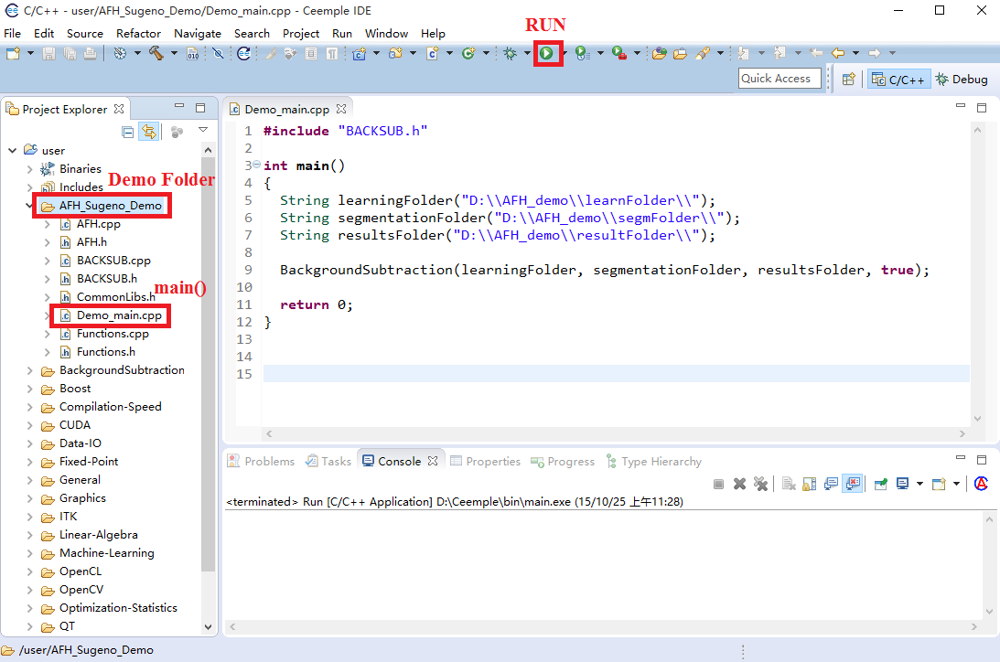 C/C++ - user/AFH_Sugeno_Demo/Demo_main.cpp - Ceemple IDE
File Edit Source Refactor Navigate Search Project Run Window Help
RUN
010
Quick Access
C/C++
Debug
Project Explorer
user
Binaries
Includes
Demo Folder
AFH_Sugeno_Demo
AFH.cpp
AFH.h
BACKSUB.cpp
BACKSUB.h
CommonLibs.h
main()
Demo_main.cpp
Functions.cpp
Functions.h
BackgroundSubtraction
Boost
Compilation-Speed
CUDA
Data-IO
Fixed-Point
General
Graphics
ITK
Linear-Algebra
Machine-Learning
OpenCL
OpenCV
Optimization-Statistics
QT
Demo_main.cpp
1 #include "BACKSUB.h"
2
3 int main()
4 {
5 String learningFolder("D:\\AFH_demo\\learnFolder\\");
6 String segmentationFolder("D:\\AFH_demo\\segmFolder\\");
7 String resultsFolder("D:\\AFH_demo\\resultFolder\\");
8
9 BackgroundSubtraction(learningFolder, segmentationFolder, resultsFolder, true);
10
11 return 0;
12 }
13
14
15
Problems Tasks Console Properties Progress Type Hierarchy
<terminated> Run [C/C++ Application] D:\Ceemple\bin\main.exe (15/10/25 上午11:28)
/user/AFH_Sugeno_Demo